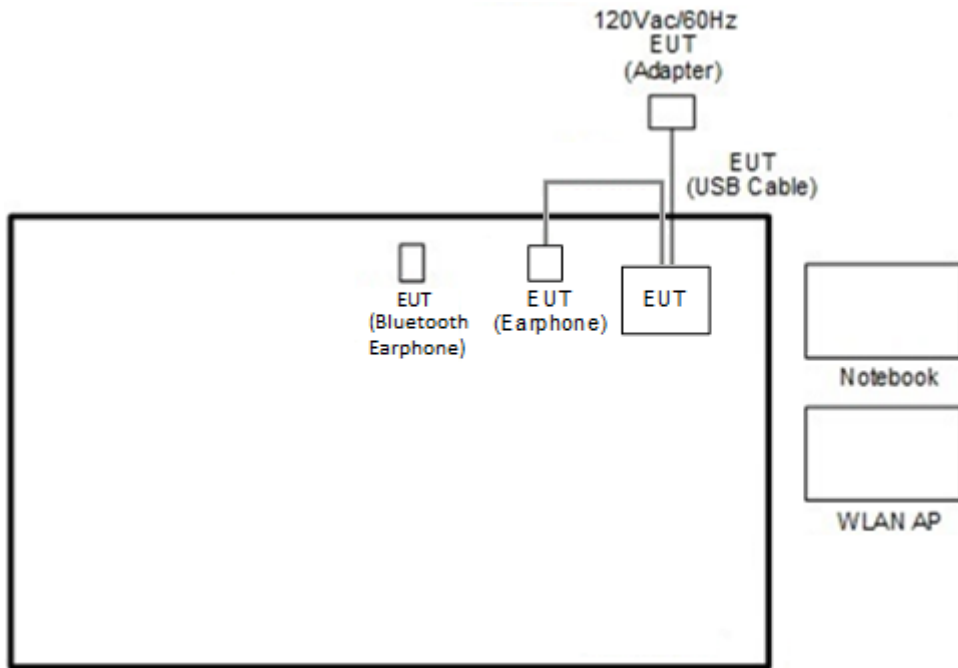 120Vac/60Hz
EUT
(Adapter)
EUT
(USB Cable)
EUT
(Bluetooth
Earphone)
EUT
(Earphone)
EUT
Notebook
WLAN AP